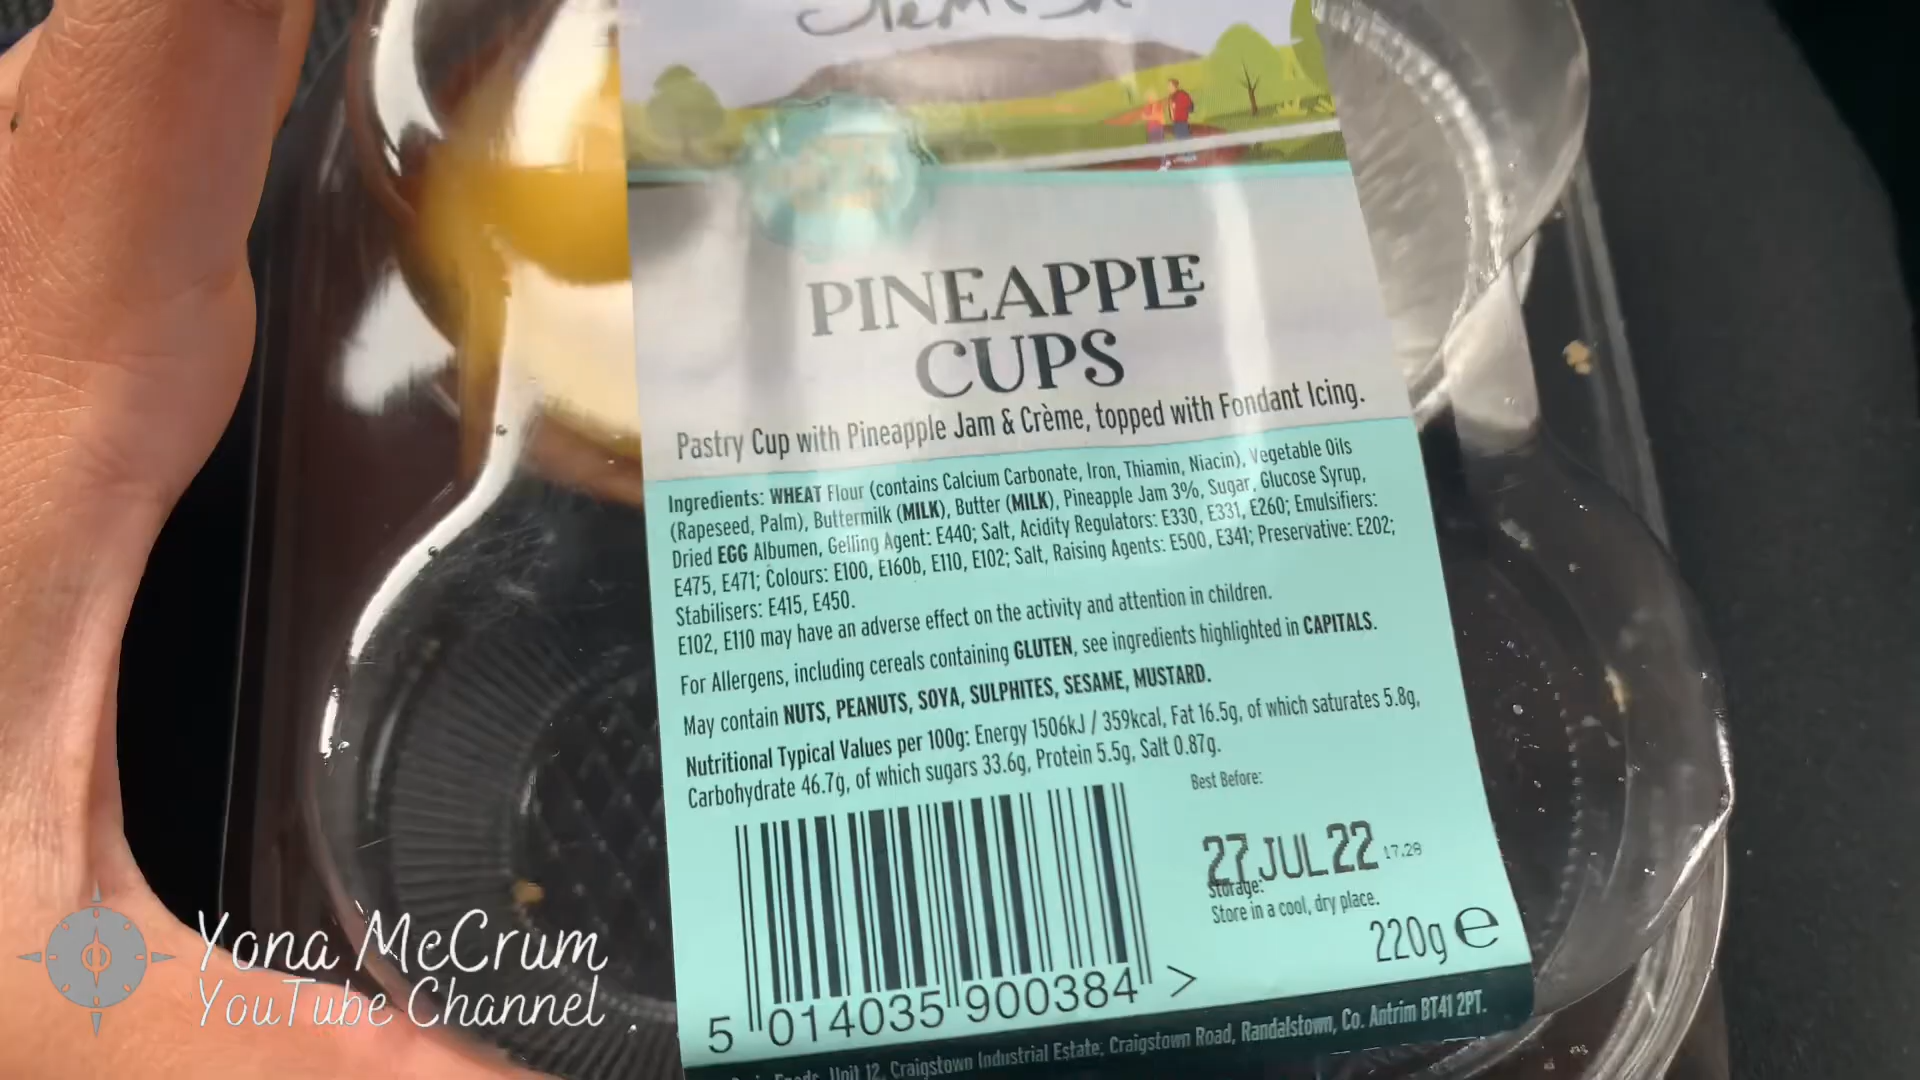 PINEAPPLE
CUPS
Pastry Cup with Pineapple Jam & Crème, topped with Fondant Icing.
Ingredients: WHEAT Flour (contains Calcium Carbonate, Iron, Thiamin, Niacin), Vegetable Oils
(Rapeseed, Palm), Buttermilk (MILK), Butter (MILK), Pineapple Jam 3%, Sugar, Glucose Syrup,
Dried EGG Albumen, Gelling Agent: E440; Salt, Acidity Regulators: E330, E331, E260; Emulsifiers:
E475, E471; Colours: E100, E160b, E110, E102; Salt, Raising Agents: E500, E341; Preservative: E202;
Stabilisers: E415, E450.
E102, E110 may have an adverse effect on the activity and attention in children.
For Allergens, including cereals containing GLUTEN, see ingredients highlighted in CAPITALS.
May contain NUTS, PEANUTS, SOYA, SULPHITES, SESAME, MUSTARD.
Nutritional Typical Values per 100g: Energy 1506kJ / 359kcal, Fat 16.5g, of which saturates 5.8g,
Carbohydrate 46.7g, of which sugars 33.6g, Protein 5.5g, Salt 0.87g.
Best Before:
27 JUL 22 17.28
Storage:
Store in a cool, dry place.
220g e
5 014035 900384 >
Unit 12, Craigstown Industrial Estate, Craigstown Road, Randalstown, Co. Antrim BT41 2PT.
Yona McCrum
YouTube Channel